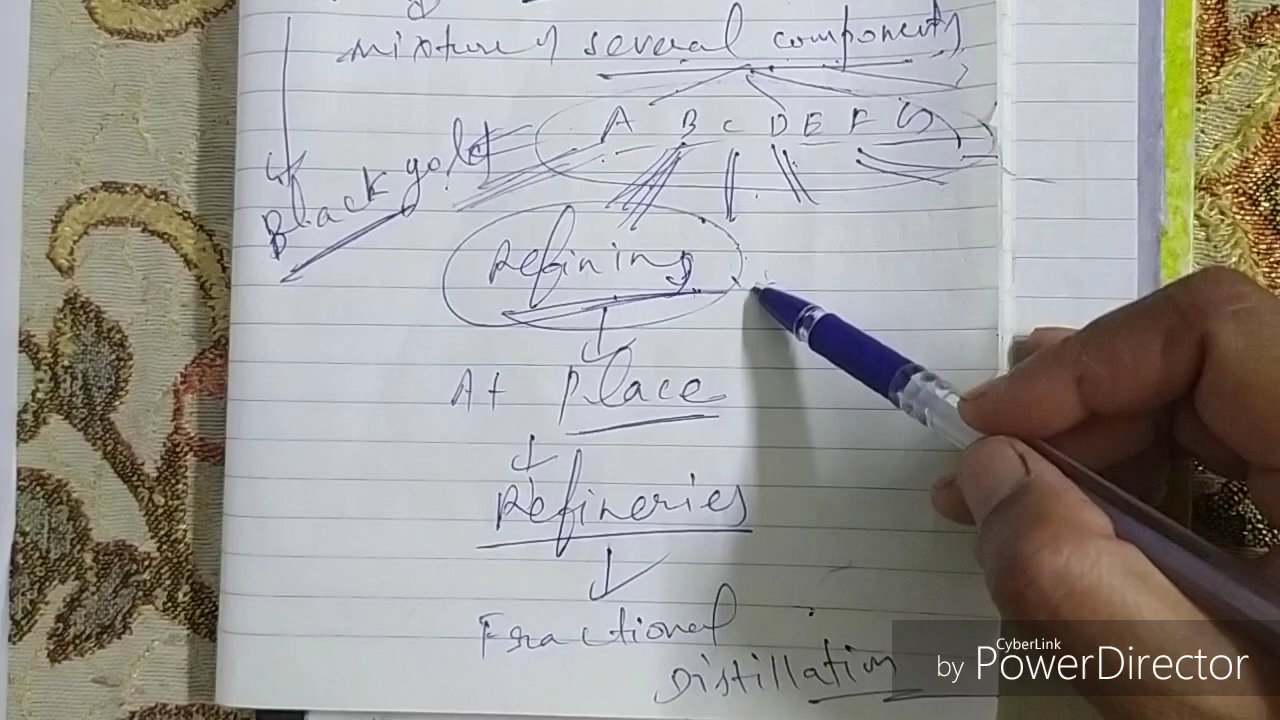 mixture of several components
A B C D E F G
Black gold
Refining
At place
Refineries
Fractional
Distillation
CyberLink
by PowerDirector